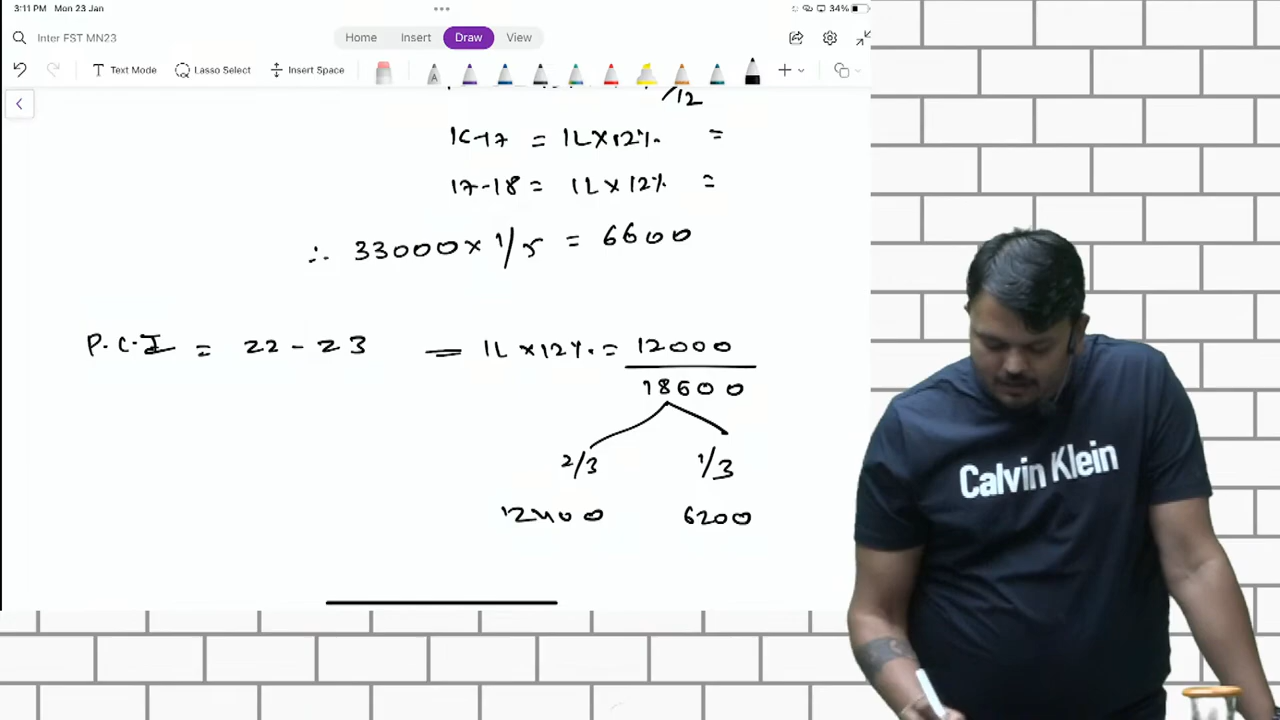 3:11 PM Mon 23 Jan
34%
Inter FST MN23
Home Insert Draw View
Text Mode Lasso Select Insert Space
/12
16-17 = 1L×12% =
17-18 = 1L×12% =
∴ 33000 × 1/5 = 6600
P.C.I = 22-23 — 1L×12% = 12000
18600
2/3 1/3
12400 6200
Calvin Klein